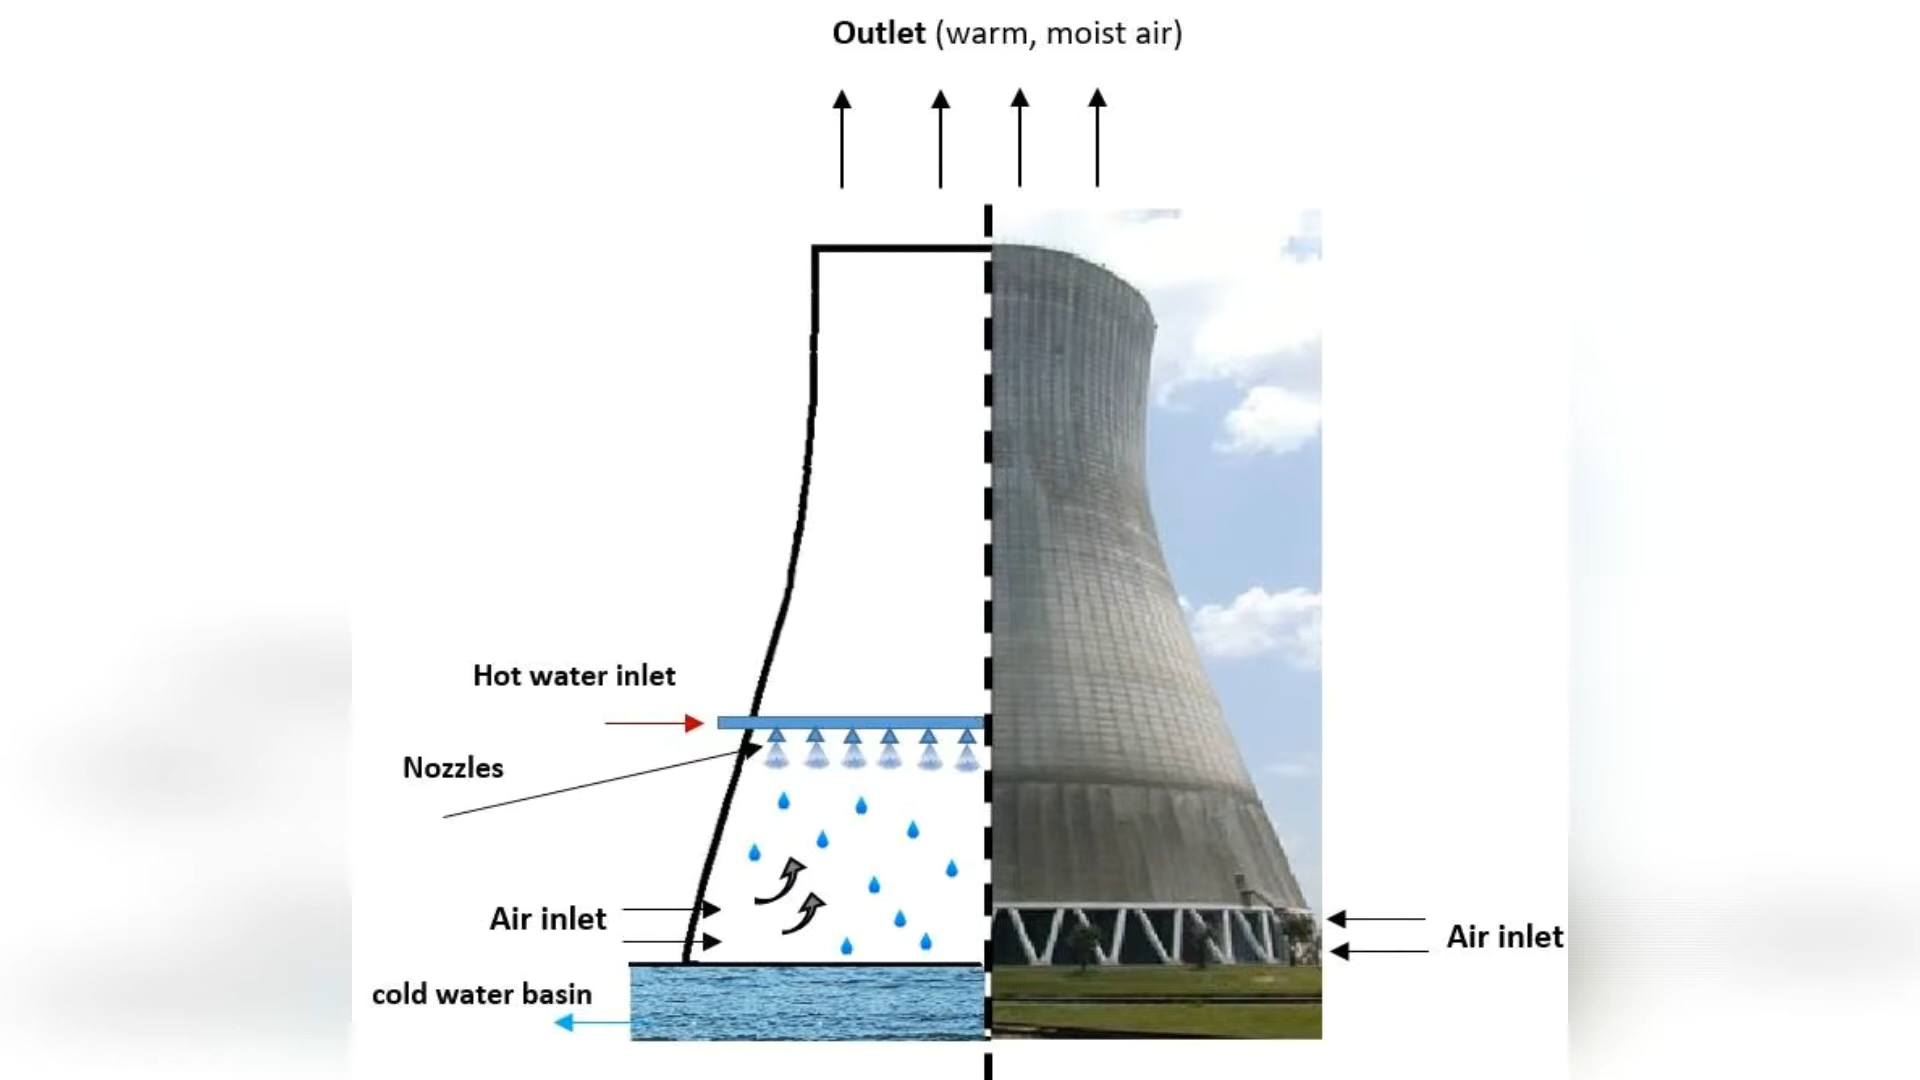 Outlet (warm, moist air)
Hot water inlet
Nozzles
Air inlet
Air inlet
cold water basin